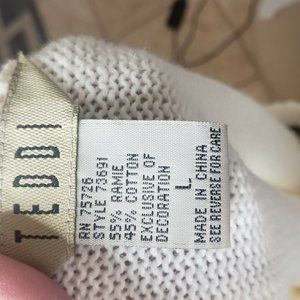 TEDDI
RN 75726
STYLE 73691
55% RAMIE
45% COTTON
EXCLUSIVE OF
DECORATION
L
MADE IN CHINA
SEE REVERSE FOR CARE